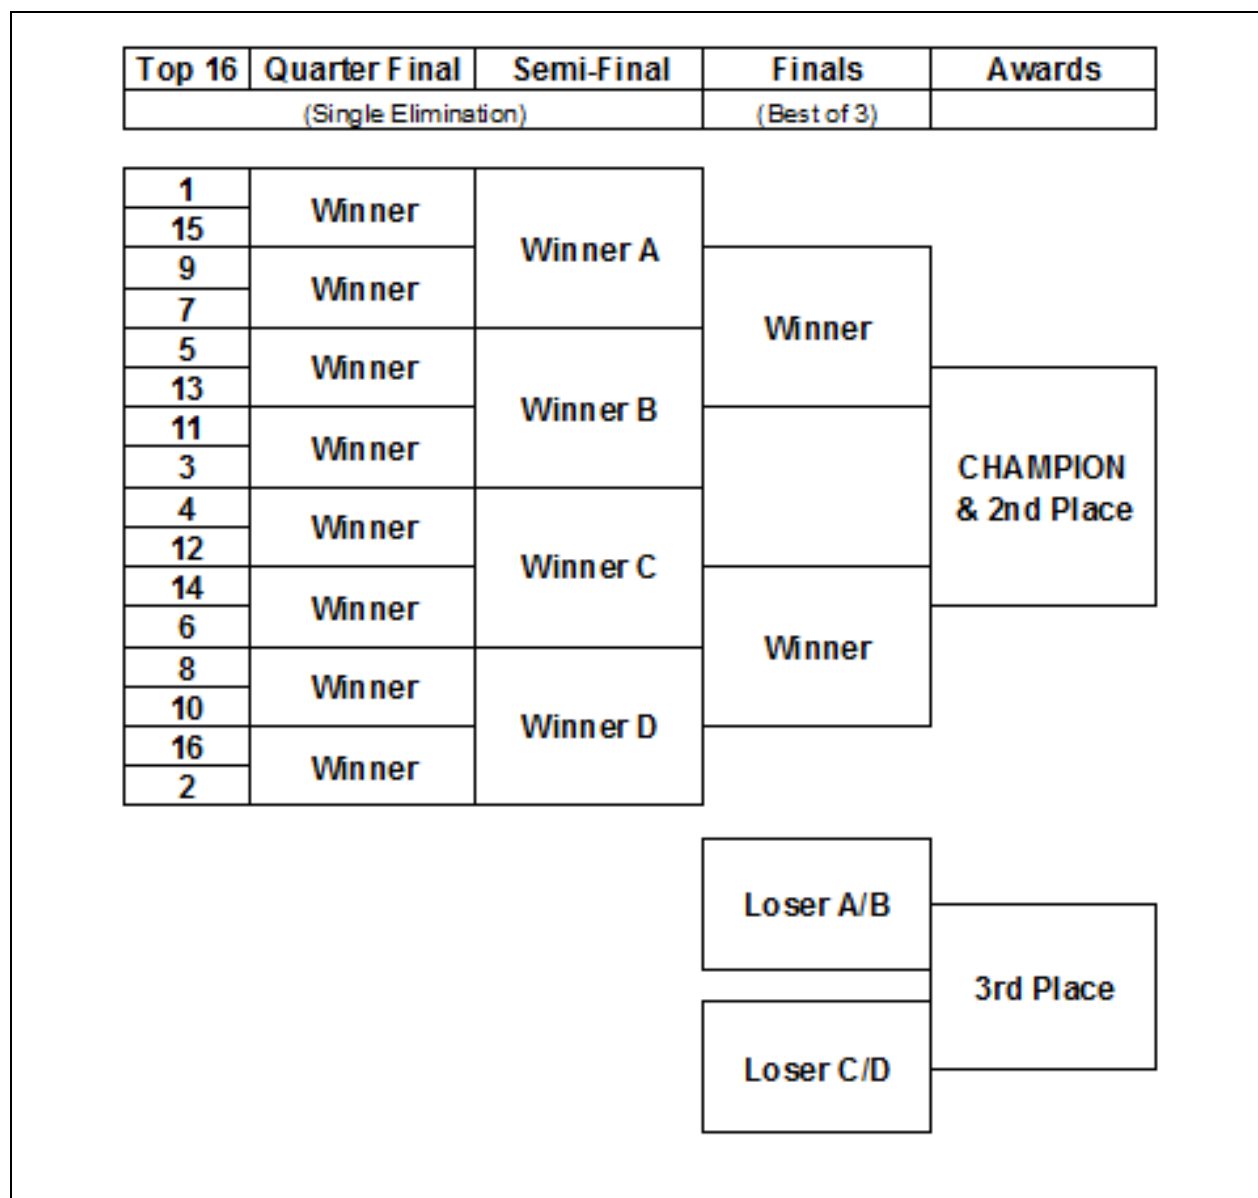 Top 16 Quarter Final Semi-Final Finals Awards
(Single Elimination) (Best of 3)
1
15
Winner
9
7
Winner
Winner A
5
13
Winner
11
3
Winner
Winner B
Winner
4
12
Winner
14
6
Winner
Winner C
8
10
Winner
16
2
Winner
Winner D
Winner
CHAMPION
& 2nd Place
Loser A/B
Loser C/D
3rd Place